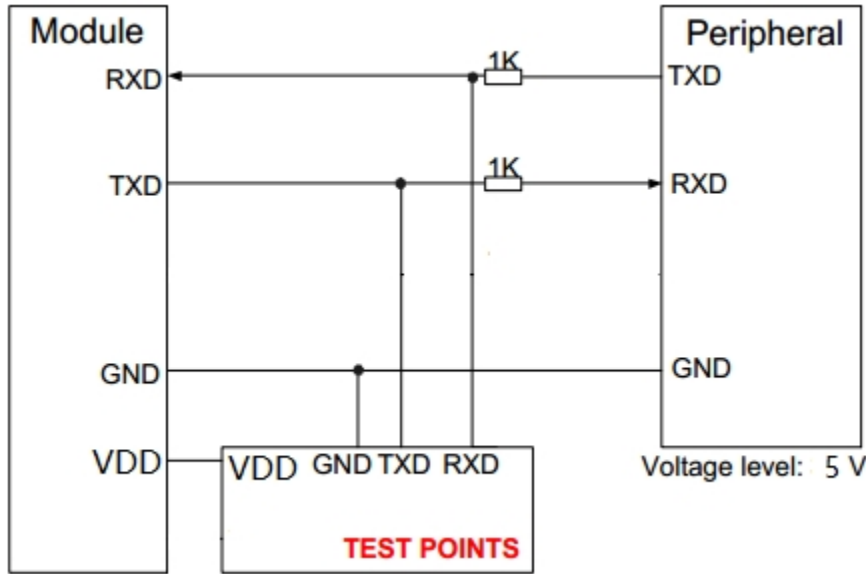 Module
Peripheral
RXD
1K
TXD
TXD
1K
RXD
GND
GND
VDD
VDD GND TXD RXD
Voltage level: 5 V
TEST POINTS